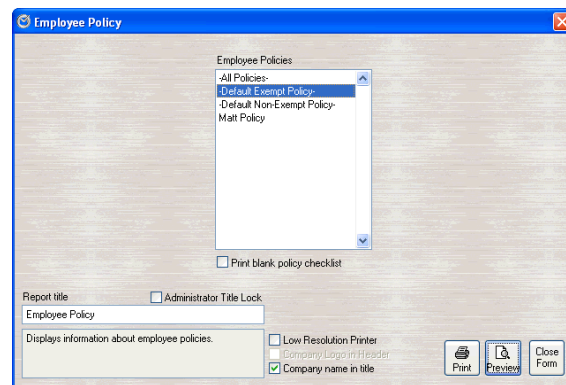 Employee Policy
Employee Policies
-All Policies-
-Default Exempt Policy-
-Default Non-Exempt Policy-
Matt Policy
Print blank policy checklist
Report title
Administrator Title Lock
Employee Policy
Displays information about employee policies.
Low Resolution Printer
Company Logo in Header
Company name in title
Print
Preview
Close
Form